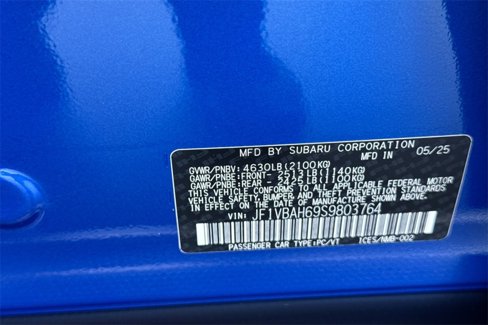 MFD BY SUBARU CORPORATION 05/25
GVWR/PNBV: 4630LB(2100KG) MFD IN
GAWR/PNBE:FRONT- 2513LB(1140KG)
GAWR/PNBE:REAR - 2425LB(1100KG)
THIS VEHICLE CONFORMS TO ALL APPLICABLE FEDERAL MOTOR
VEHICLE SAFETY, BUMPER, AND THEFT PREVENTION STANDARDS
IN EFFECT ON THE DATE OF MANUFACTURE SHOWN ABOVE.
VIN: JF1VBAH69S9803764
PASSENGER CAR TYPE:PC/VT ICES/NMB-002